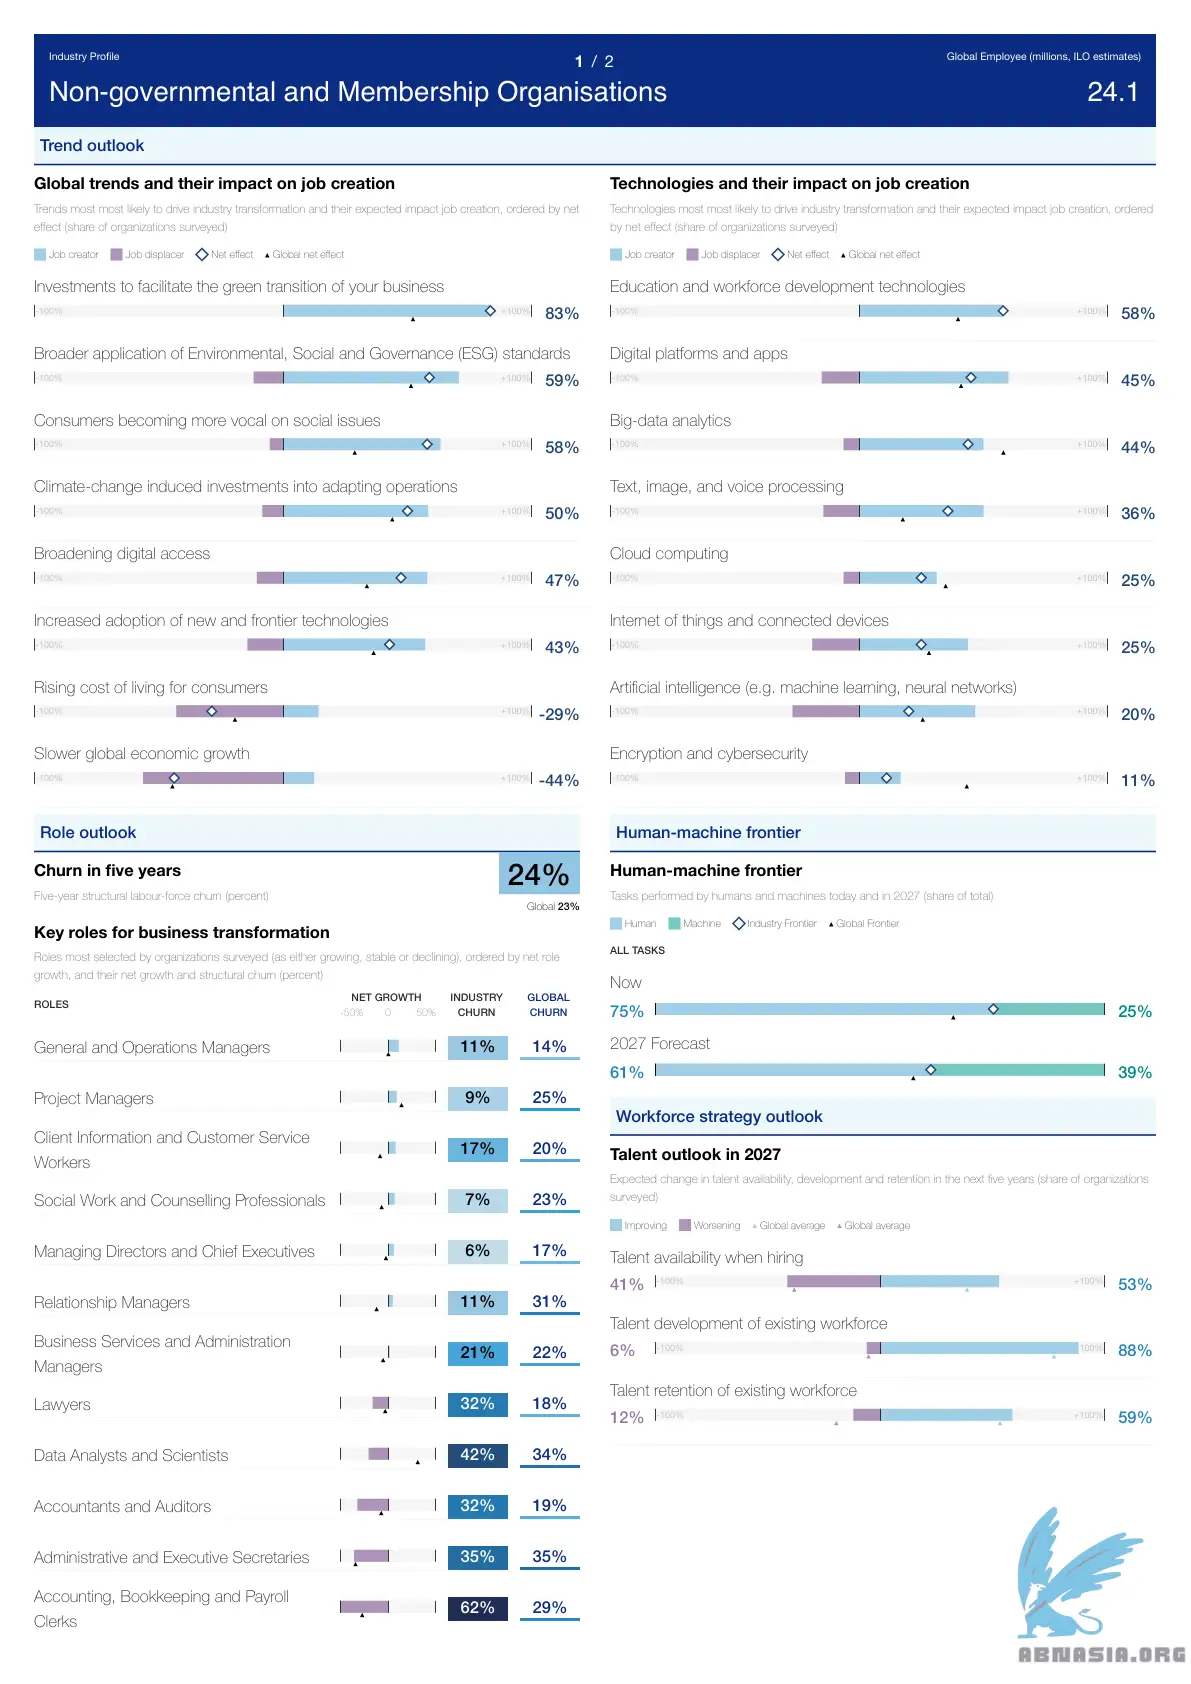 Industry Profile
1 / 2
Global Employee (millions, ILO estimates)
Non-governmental and Membership Organisations
24.1
Trend outlook
Global trends and their impact on job creation
Trends most most likely to drive industry transformation and their expected impact job creation, ordered by net
effect (share of organizations surveyed)
Job creator Job displacer Net effect Global net effect
Investments to facilitate the green transition of your business
-100% +100% 83%
Broader application of Environmental, Social and Governance (ESG) standards
-100% +100% 59%
Consumers becoming more vocal on social issues
-100% +100% 58%
Climate-change induced investments into adapting operations
-100% +100% 50%
Broadening digital access
-100% +100% 47%
Increased adoption of new and frontier technologies
-100% +100% 43%
Rising cost of living for consumers
-100% +100% -29%
Slower global economic growth
-100% +100% -44%
Technologies and their impact on job creation
Technologies most most likely to drive industry transformation and their expected impact job creation, ordered
by net effect (share of organizations surveyed)
Job creator Job displacer Net effect Global net effect
Education and workforce development technologies
-100% +100% 58%
Digital platforms and apps
-100% +100% 45%
Big-data analytics
-100% +100% 44%
Text, image, and voice processing
-100% +100% 36%
Cloud computing
-100% +100% 25%
Internet of things and connected devices
-100% +100% 25%
Artificial intelligence (e.g. machine learning, neural networks)
-100% +100% 20%
Encryption and cybersecurity
-100% +100% 11%
Role outlook
Churn in five years
24%
Five-year structural labour-force churn (percent)
Global 23%
Key roles for business transformation
Roles most selected by organizations surveyed (as either growing, stable or declining), ordered by net role
growth, and their net growth and structural churn (percent)
ROLES NET GROWTH INDUSTRY CHURN GLOBAL CHURN
-50% 0 50%
General and Operations Managers 11% 14%
Project Managers 9% 25%
Client Information and Customer Service
Workers 17% 20%
Social Work and Counselling Professionals 7% 23%
Managing Directors and Chief Executives 6% 17%
Relationship Managers 11% 31%
Business Services and Administration
Managers 21% 22%
Lawyers 32% 18%
Data Analysts and Scientists 42% 34%
Accountants and Auditors 32% 19%
Administrative and Executive Secretaries 35% 35%
Accounting, Bookkeeping and Payroll
Clerks 62% 29%
Human-machine frontier
Human-machine frontier
Tasks performed by humans and machines today and in 2027 (share of total)
Human Machine Industry Frontier Global Frontier
ALL TASKS
Now
75% 25%
2027 Forecast
61% 39%
Workforce strategy outlook
Talent outlook in 2027
Expected change in talent availability, development and retention in the next five years (share of organizations
surveyed)
Improving Worsening Global average Global average
Talent availability when hiring
41% -100% +100% 53%
Talent development of existing workforce
6% -100% 100% 88%
Talent retention of existing workforce
12% -100% +100% 59%
ABNASIA.ORG